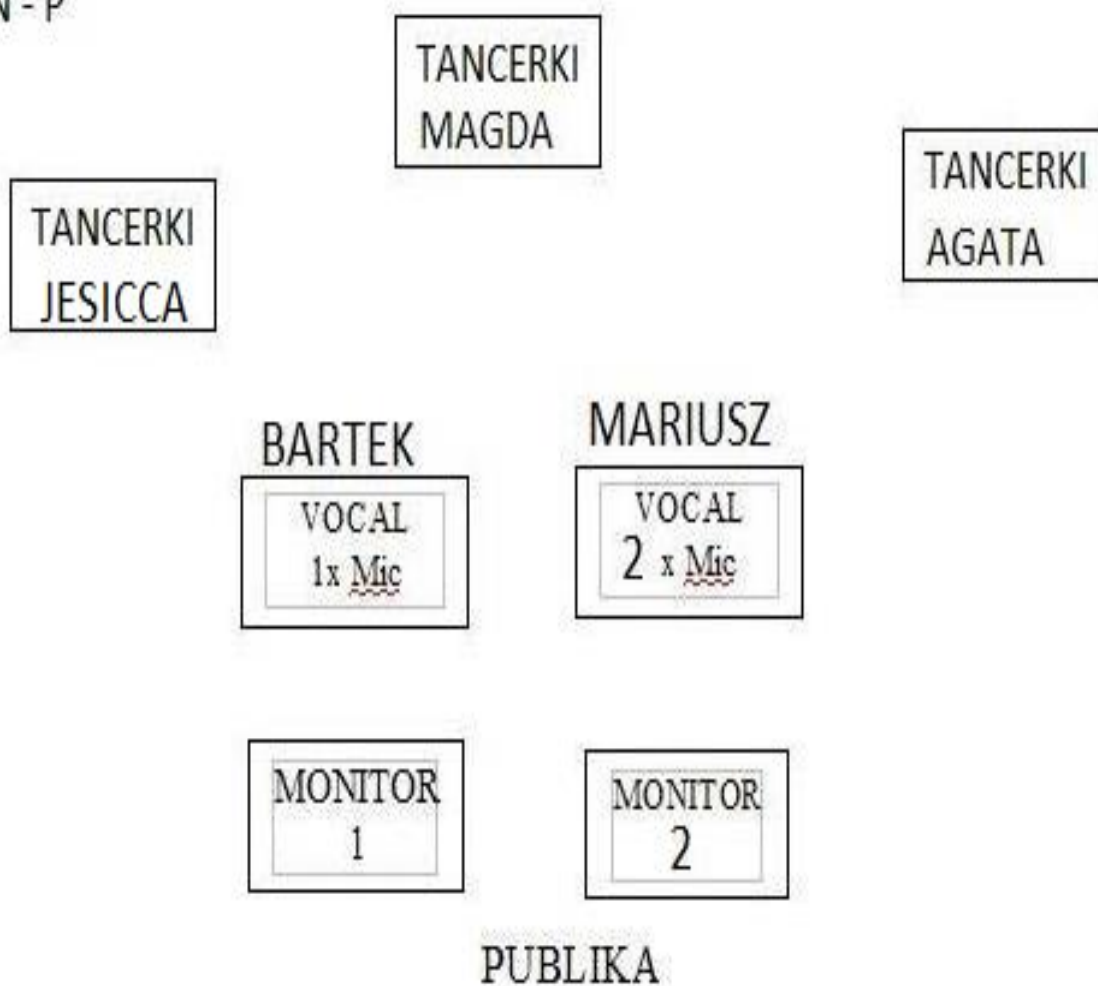 TANCERKI
MAGDA
TANCERKI
AGATA
TANCERKI
JESICCA
BARTEK
VOCAL
1x Mic
MARIUSZ
VOCAL
2 x Mic
MONITOR
1
MONITOR
2
PUBLIKA